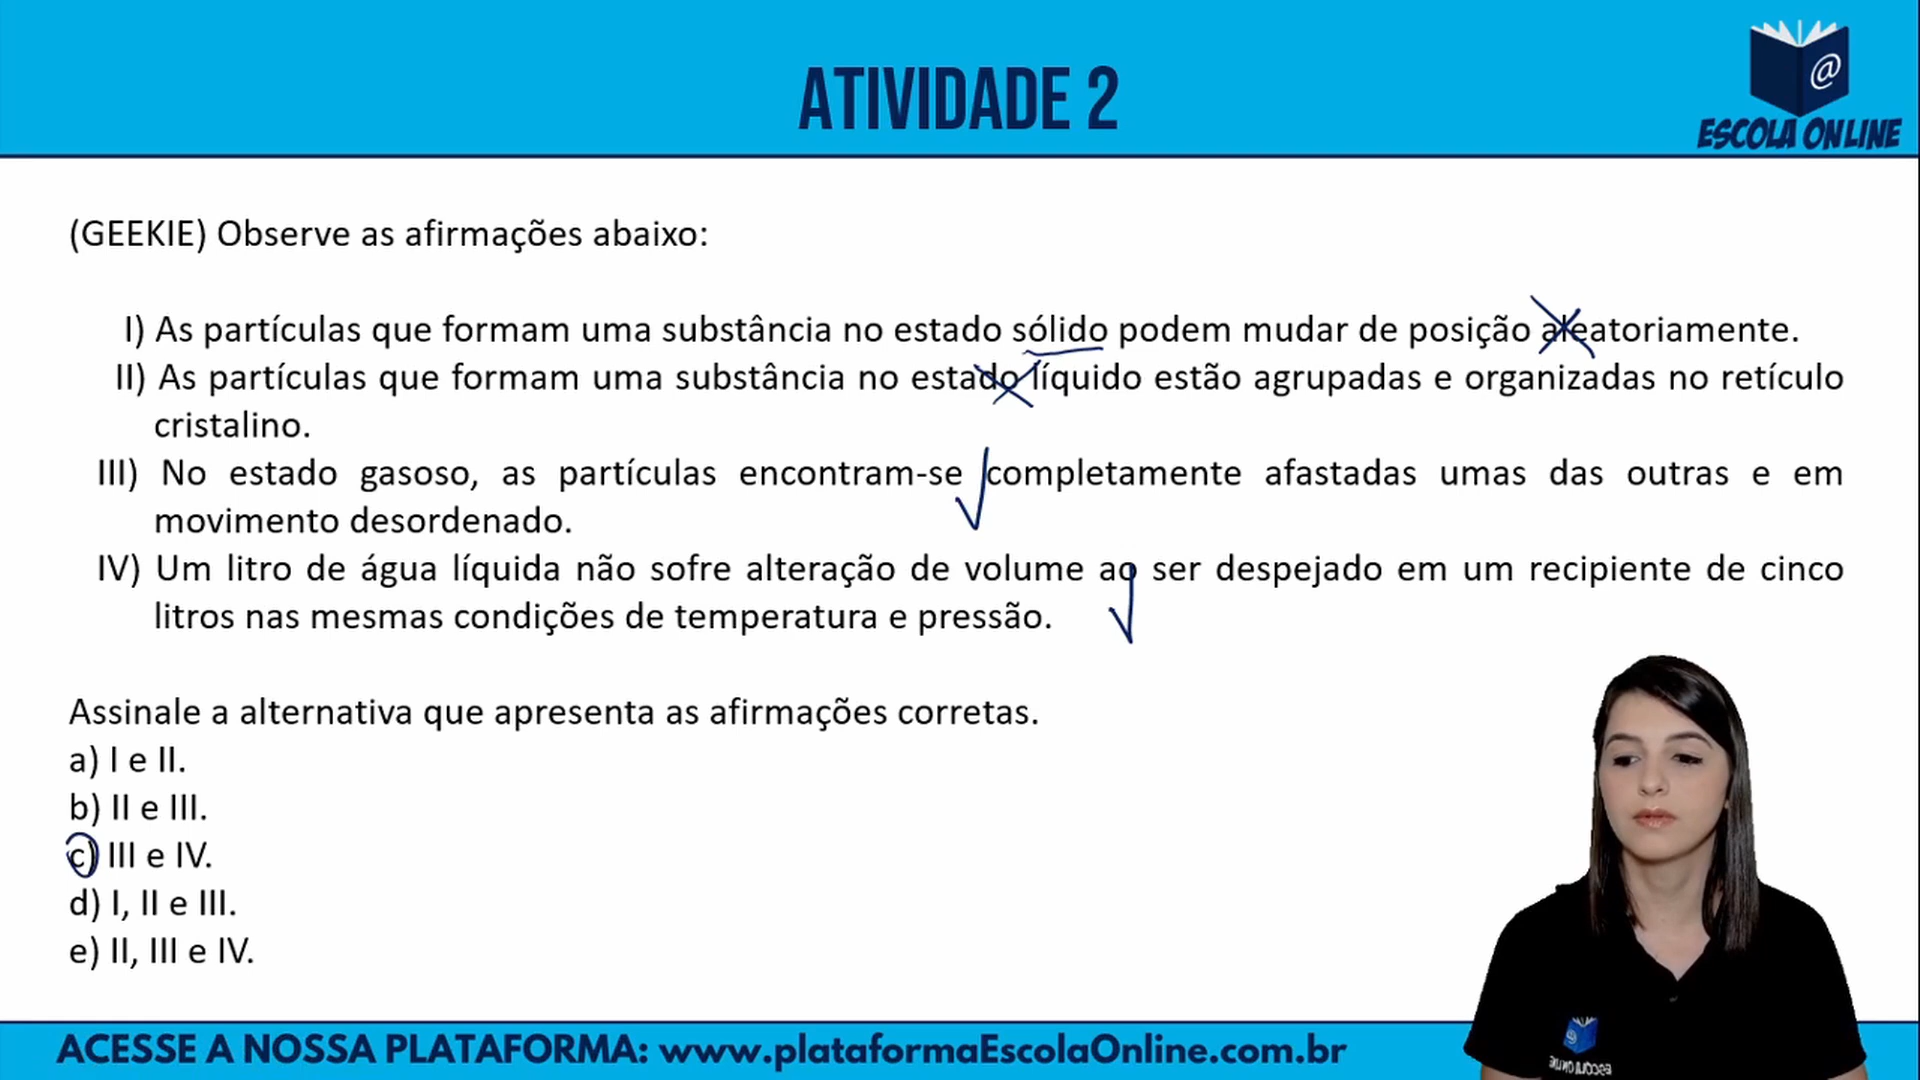 ATIVIDADE 2
@
ESCOLA ONLINE
(GEEKIE) Observe as afirmações abaixo:
I) As partículas que formam uma substância no estado sólido podem mudar de posição aleatoriamente.
II) As partículas que formam uma substância no estado líquido estão agrupadas e organizadas no retículo
cristalino.
III) No estado gasoso, as partículas encontram-se completamente afastadas umas das outras e em
movimento desordenado.
IV) Um litro de água líquida não sofre alteração de volume ao ser despejado em um recipiente de cinco
litros nas mesmas condições de temperatura e pressão.
Assinale a alternativa que apresenta as afirmações corretas.
a) I e II.
b) II e III.
c) III e IV.
d) I, II e III.
e) II, III e IV.
ACESSE A NOSSA PLATAFORMA: www.plataformaEscolaOnline.com.br
ESCOLA ONLINE